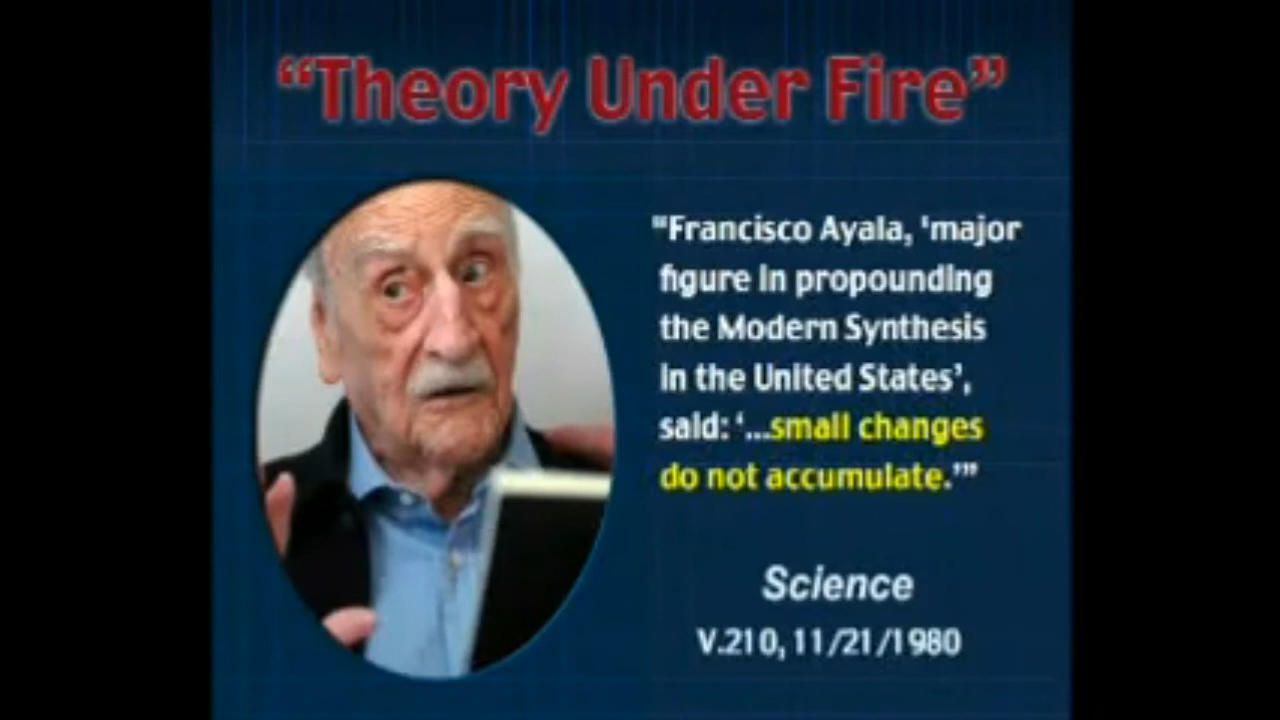 “Theory Under Fire”
“Francisco Ayala, ‘major
figure in propounding
the Modern Synthesis
in the United States’,
said: ‘...small changes
do not accumulate.’”
Science
V.210, 11/21/1980